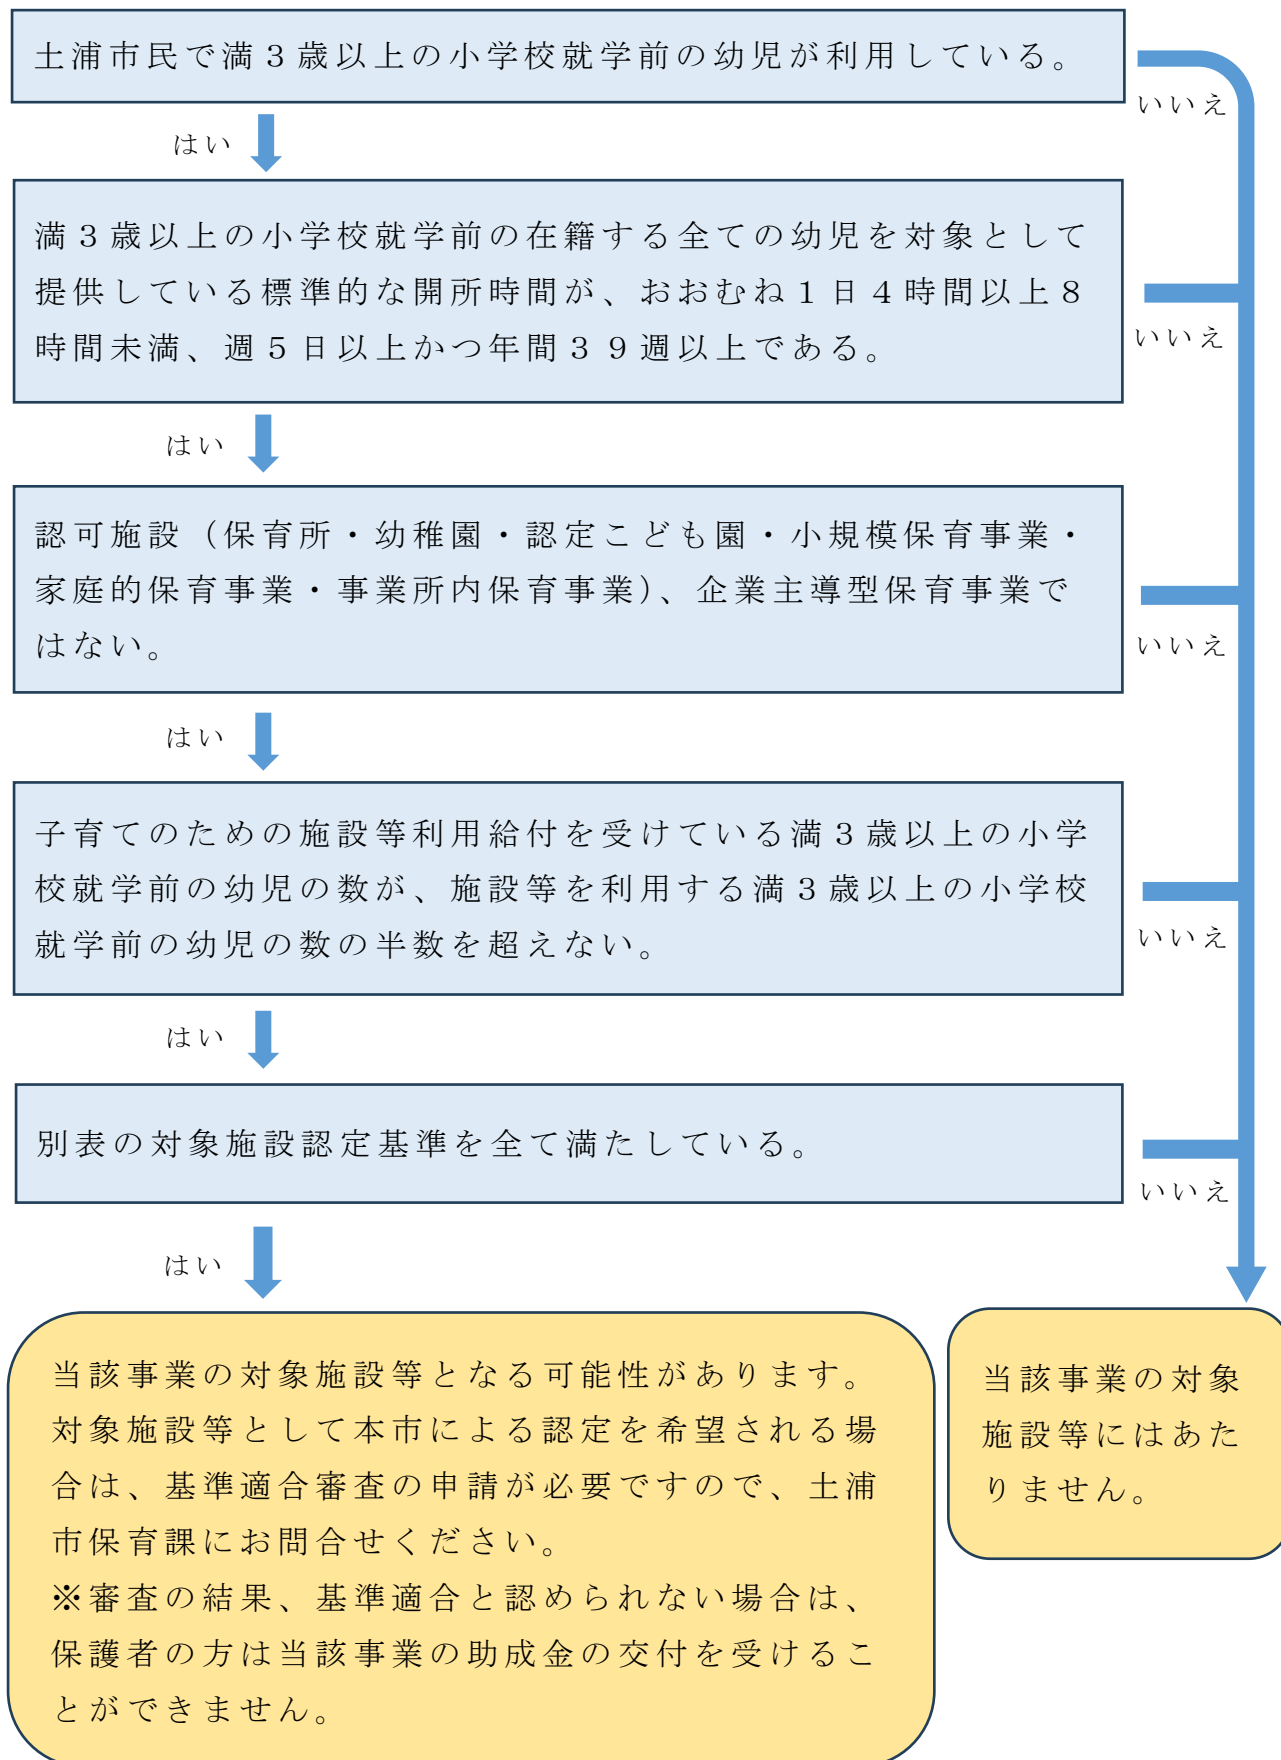 土浦市民で満３歳以上の小学校就学前の幼児が利用している。
いいえ
はい
満３歳以上の小学校就学前の在籍する全ての幼児を対象として
提供している標準的な開所時間が、おおむね１日４時間以上８
時間未満、週５日以上かつ年間３９週以上である。
いいえ
はい
認可施設（保育所・幼稚園・認定こども園・小規模保育事業・
家庭的保育事業・事業所内保育事業）、企業主導型保育事業で
はない。
いいえ
はい
子育てのための施設等利用給付を受けている満３歳以上の小学
校就学前の幼児の数が、施設等を利用する満３歳以上の小学校
就学前の幼児の数の半数を超えない。
いいえ
はい
別表の対象施設認定基準を全て満たしている。
いいえ
はい
当該事業の対象施設等となる可能性があります。
対象施設等として本市による認定を希望される場
合は、基準適合審査の申請が必要ですので、土浦
市保育課にお問合せください。
※審査の結果、基準適合と認められない場合は、
保護者の方は当該事業の助成金の交付を受けるこ
とができません。
当該事業の対象
施設等にはあた
りません。